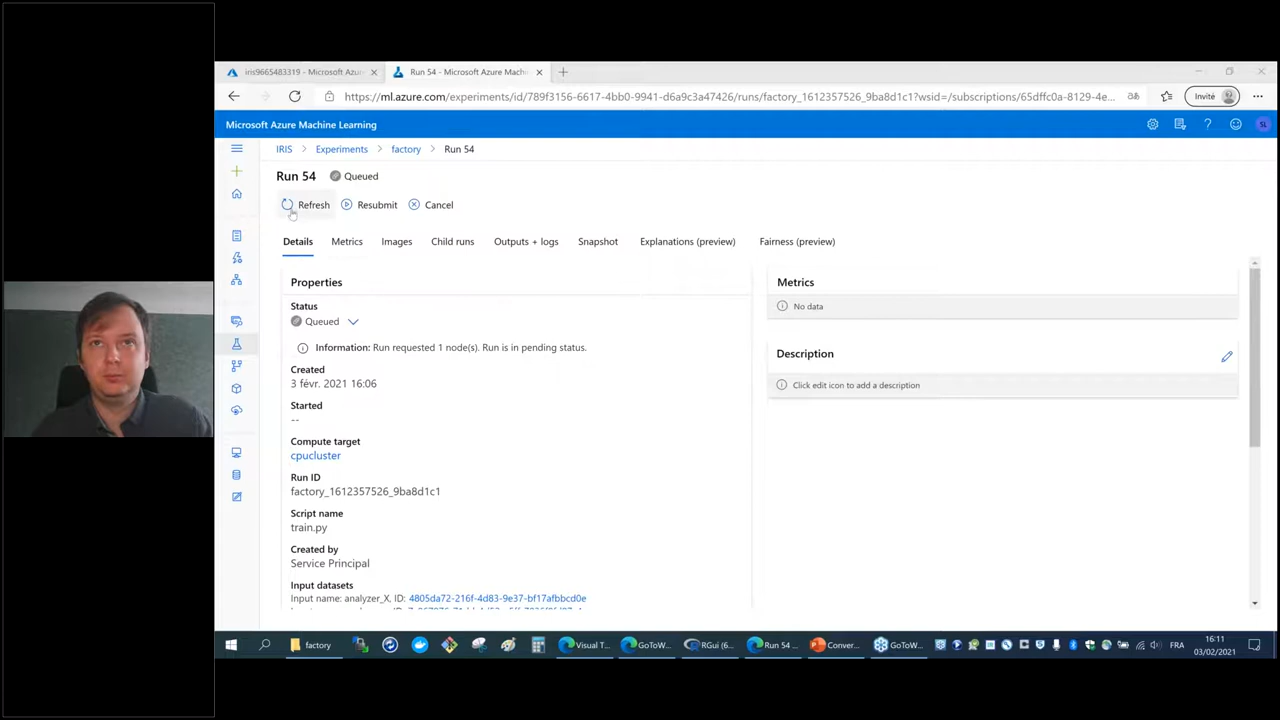 iris9665483319 - Microsoft Azur
Run 54 - Microsoft Azure Machin
https://ml.azure.com/experiments/id/789f3156-6617-4bb0-9941-d6a9c3a47426/runs/factory_1612357526_9ba8d1c1?wsid=/subscriptions/65dffc0a-8129-4e...
Invité
Microsoft Azure Machine Learning
SL
IRIS > Experiments > factory > Run 54
Run 54 Queued
Refresh Resubmit Cancel
Details Metrics Images Child runs Outputs + logs Snapshot Explanations (preview) Fairness (preview)
Properties
Status
Queued
Information: Run requested 1 node(s). Run is in pending status.
Created
3 févr. 2021 16:06
Started
--
Compute target
cpucluster
Run ID
factory_1612357526_9ba8d1c1
Script name
train.py
Created by
Service Principal
Input datasets
Input name: analyzer_X, ID: 4805da72-216f-4d83-9e37-bf17afbbcd0e
Metrics
No data
Description
Click edit icon to add a description
factory
Visual T...
GoToW...
RGui (6...
Run 54 ...
Conver...
GoToW...
FRA
16:11
03/02/2021